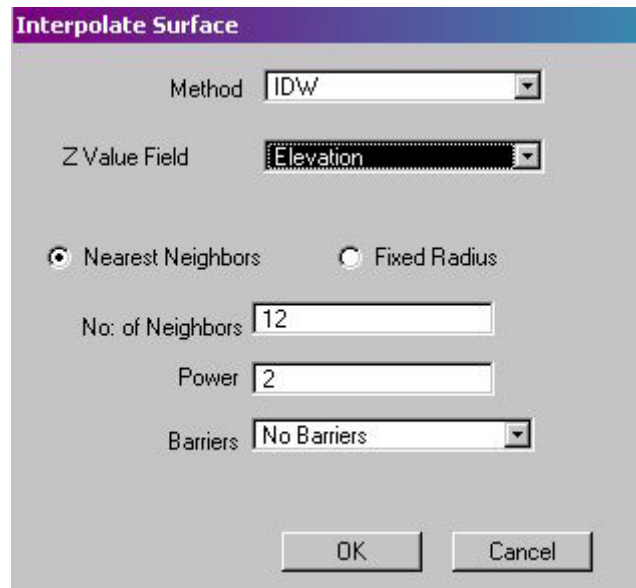 Interpolate Surface
Method IDW
Z Value Field Elevation
Nearest Neighbors Fixed Radius
No: of Neighbors 12
Power 2
Barriers No Barriers
OK Cancel